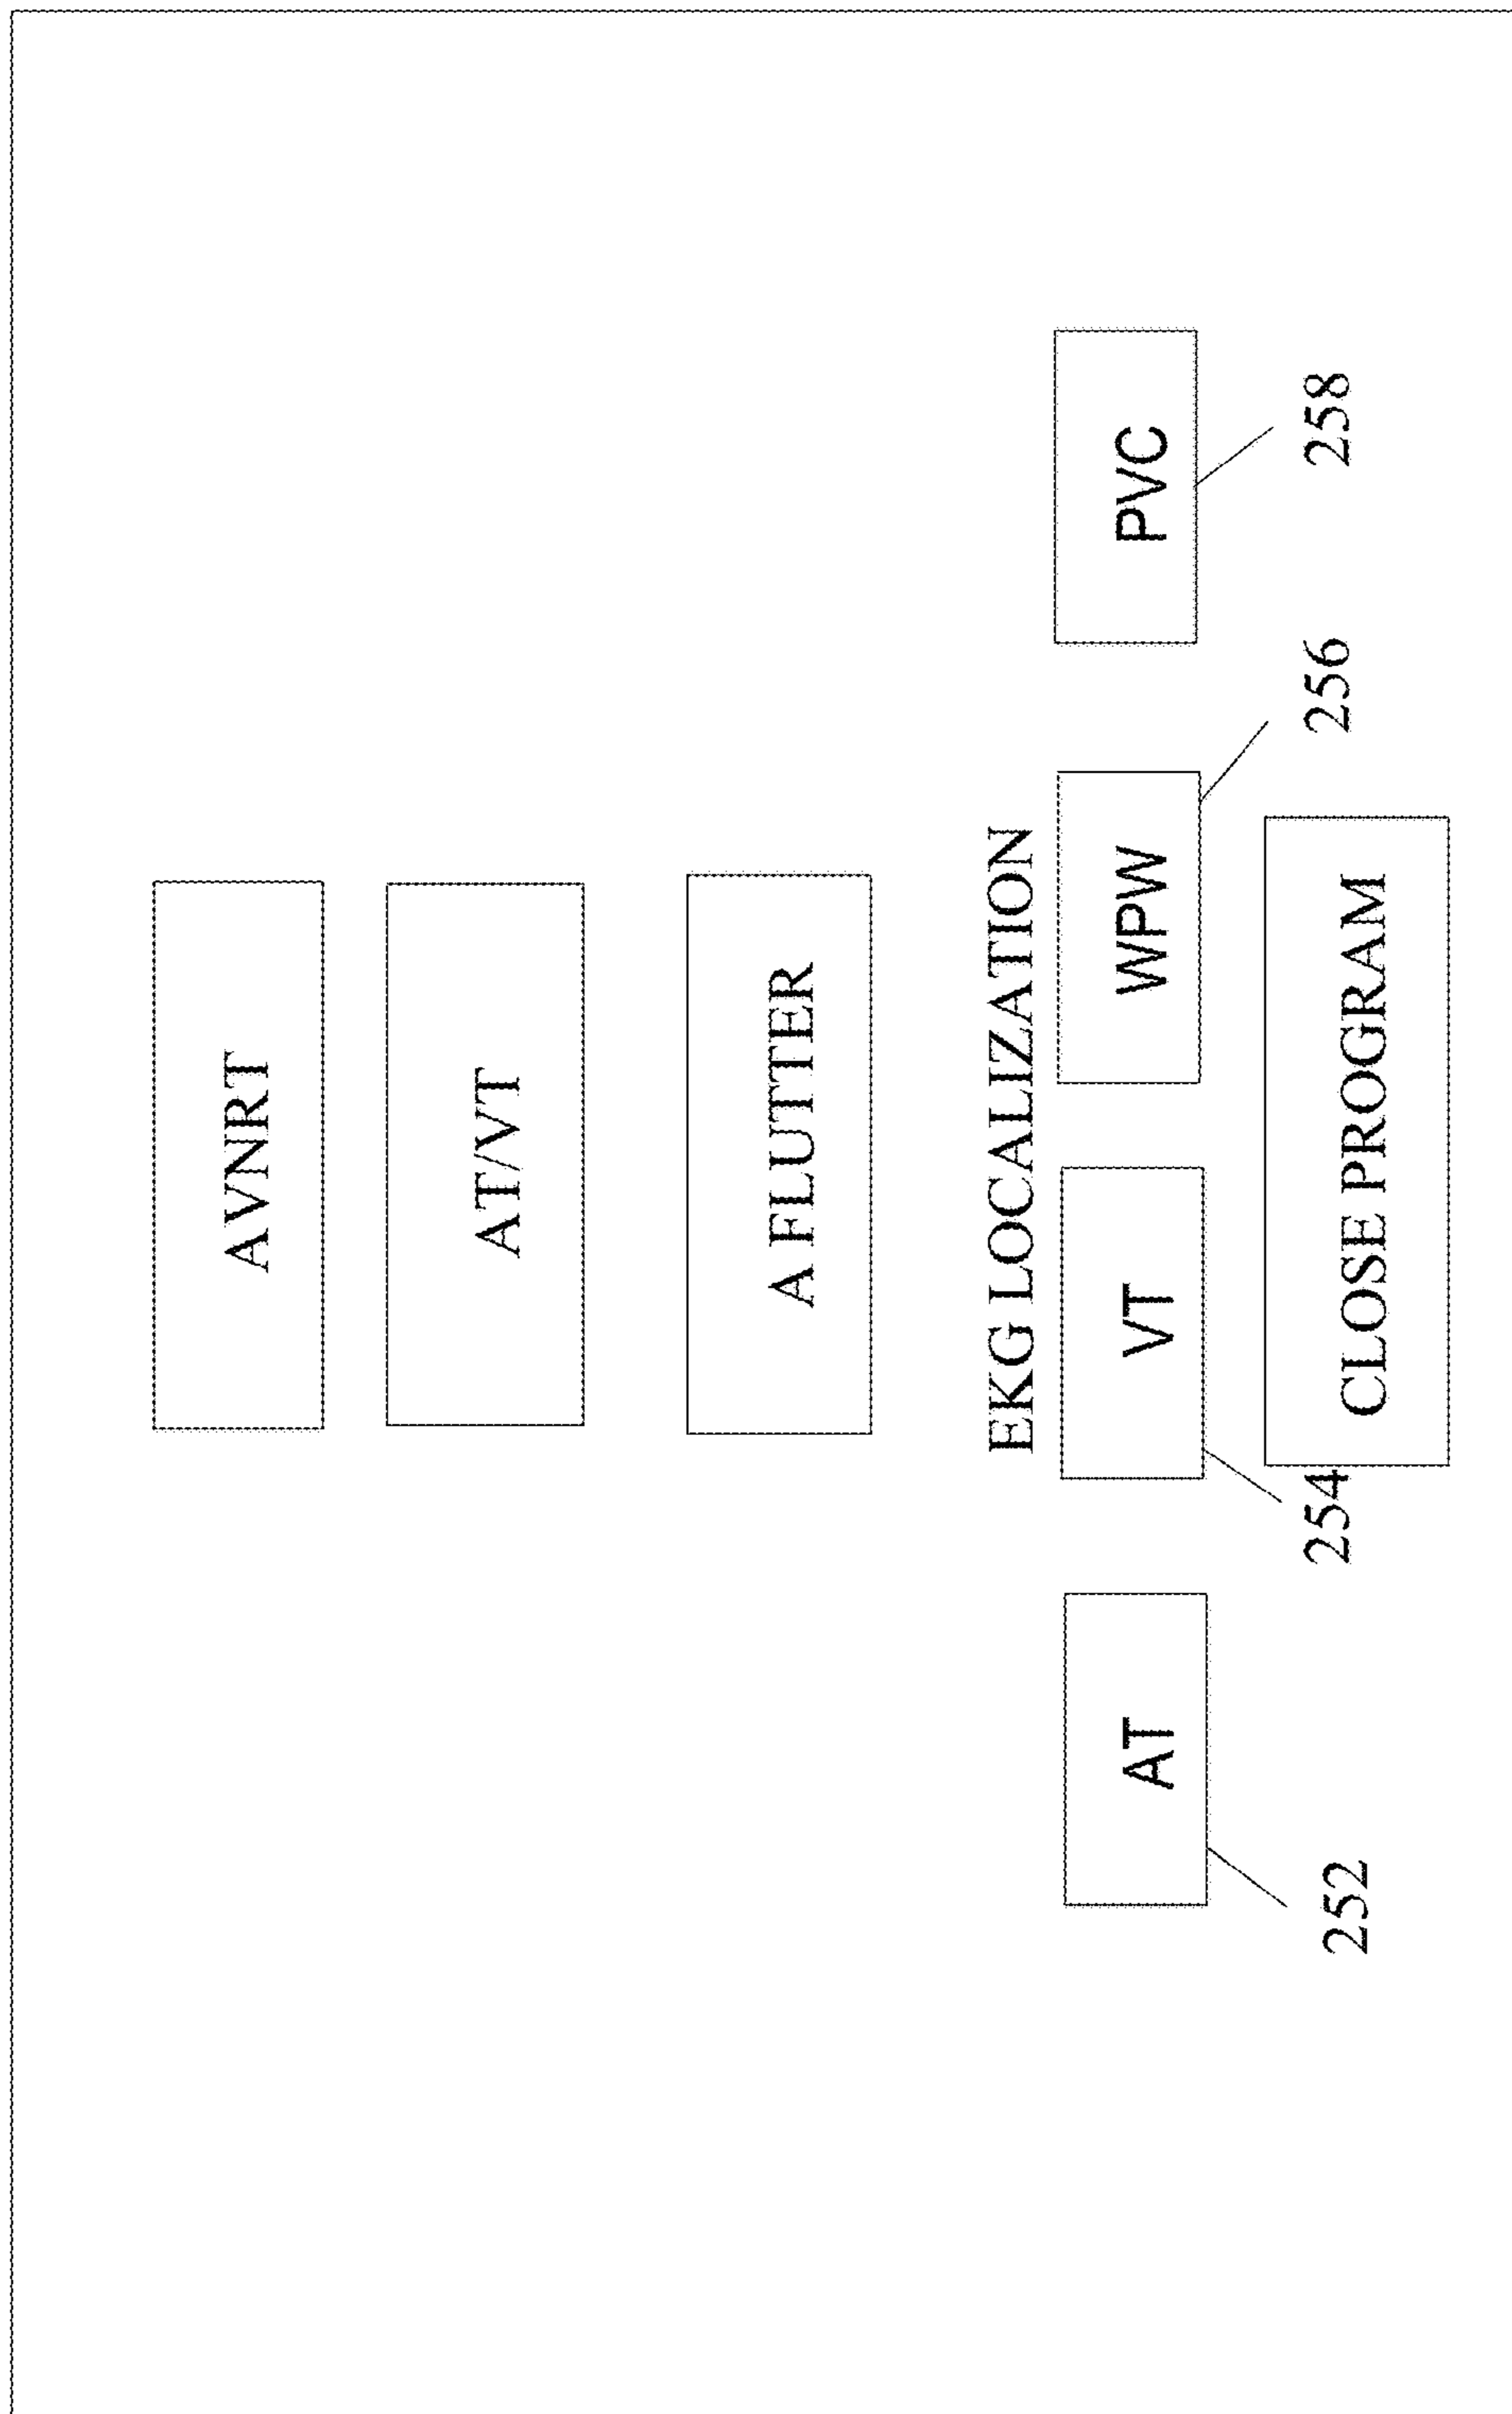 AVNRT
AT/VT
A FLUTTER
EKG LOCALIZATION
AT
VT
WPW
PVC
252
254
256
258
CLOSE PROGRAM